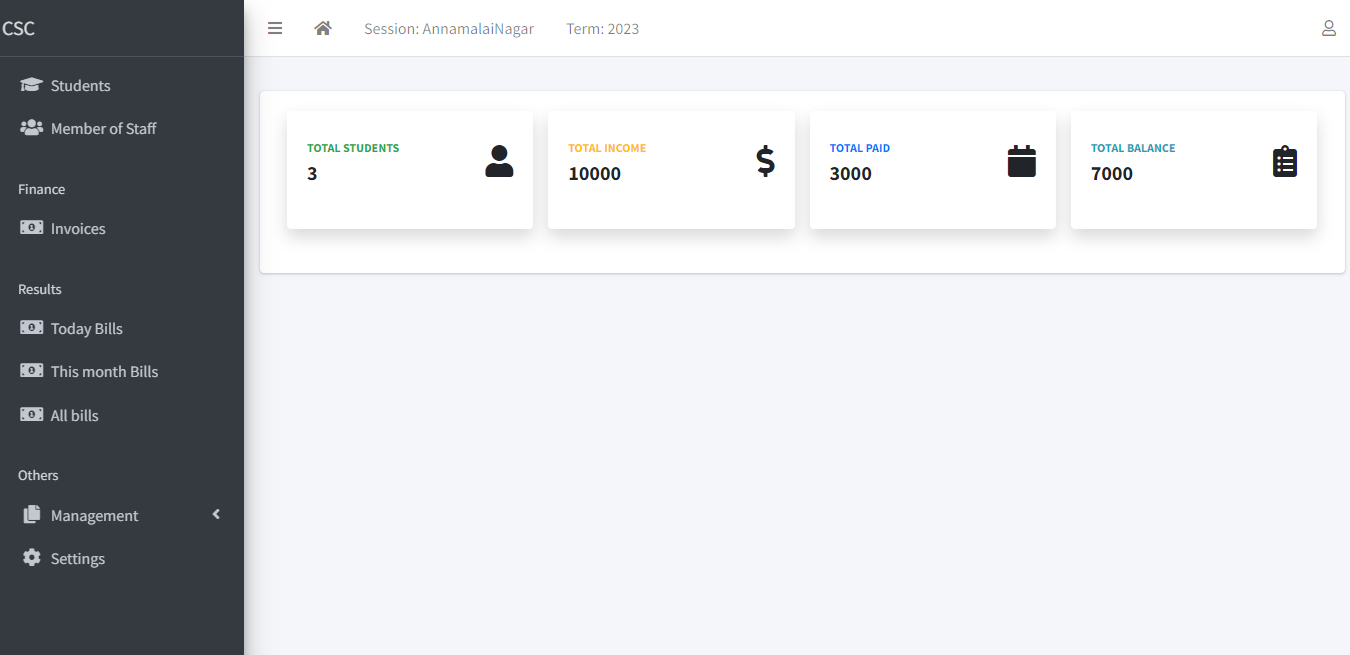 CSC
Session: AnnamalaiNagar
Term: 2023
Students
Member of Staff
Finance
Invoices
Results
Today Bills
This month Bills
All bills
Others
Management
Settings
TOTAL STUDENTS
3
TOTAL INCOME
10000
TOTAL PAID
3000
TOTAL BALANCE
7000